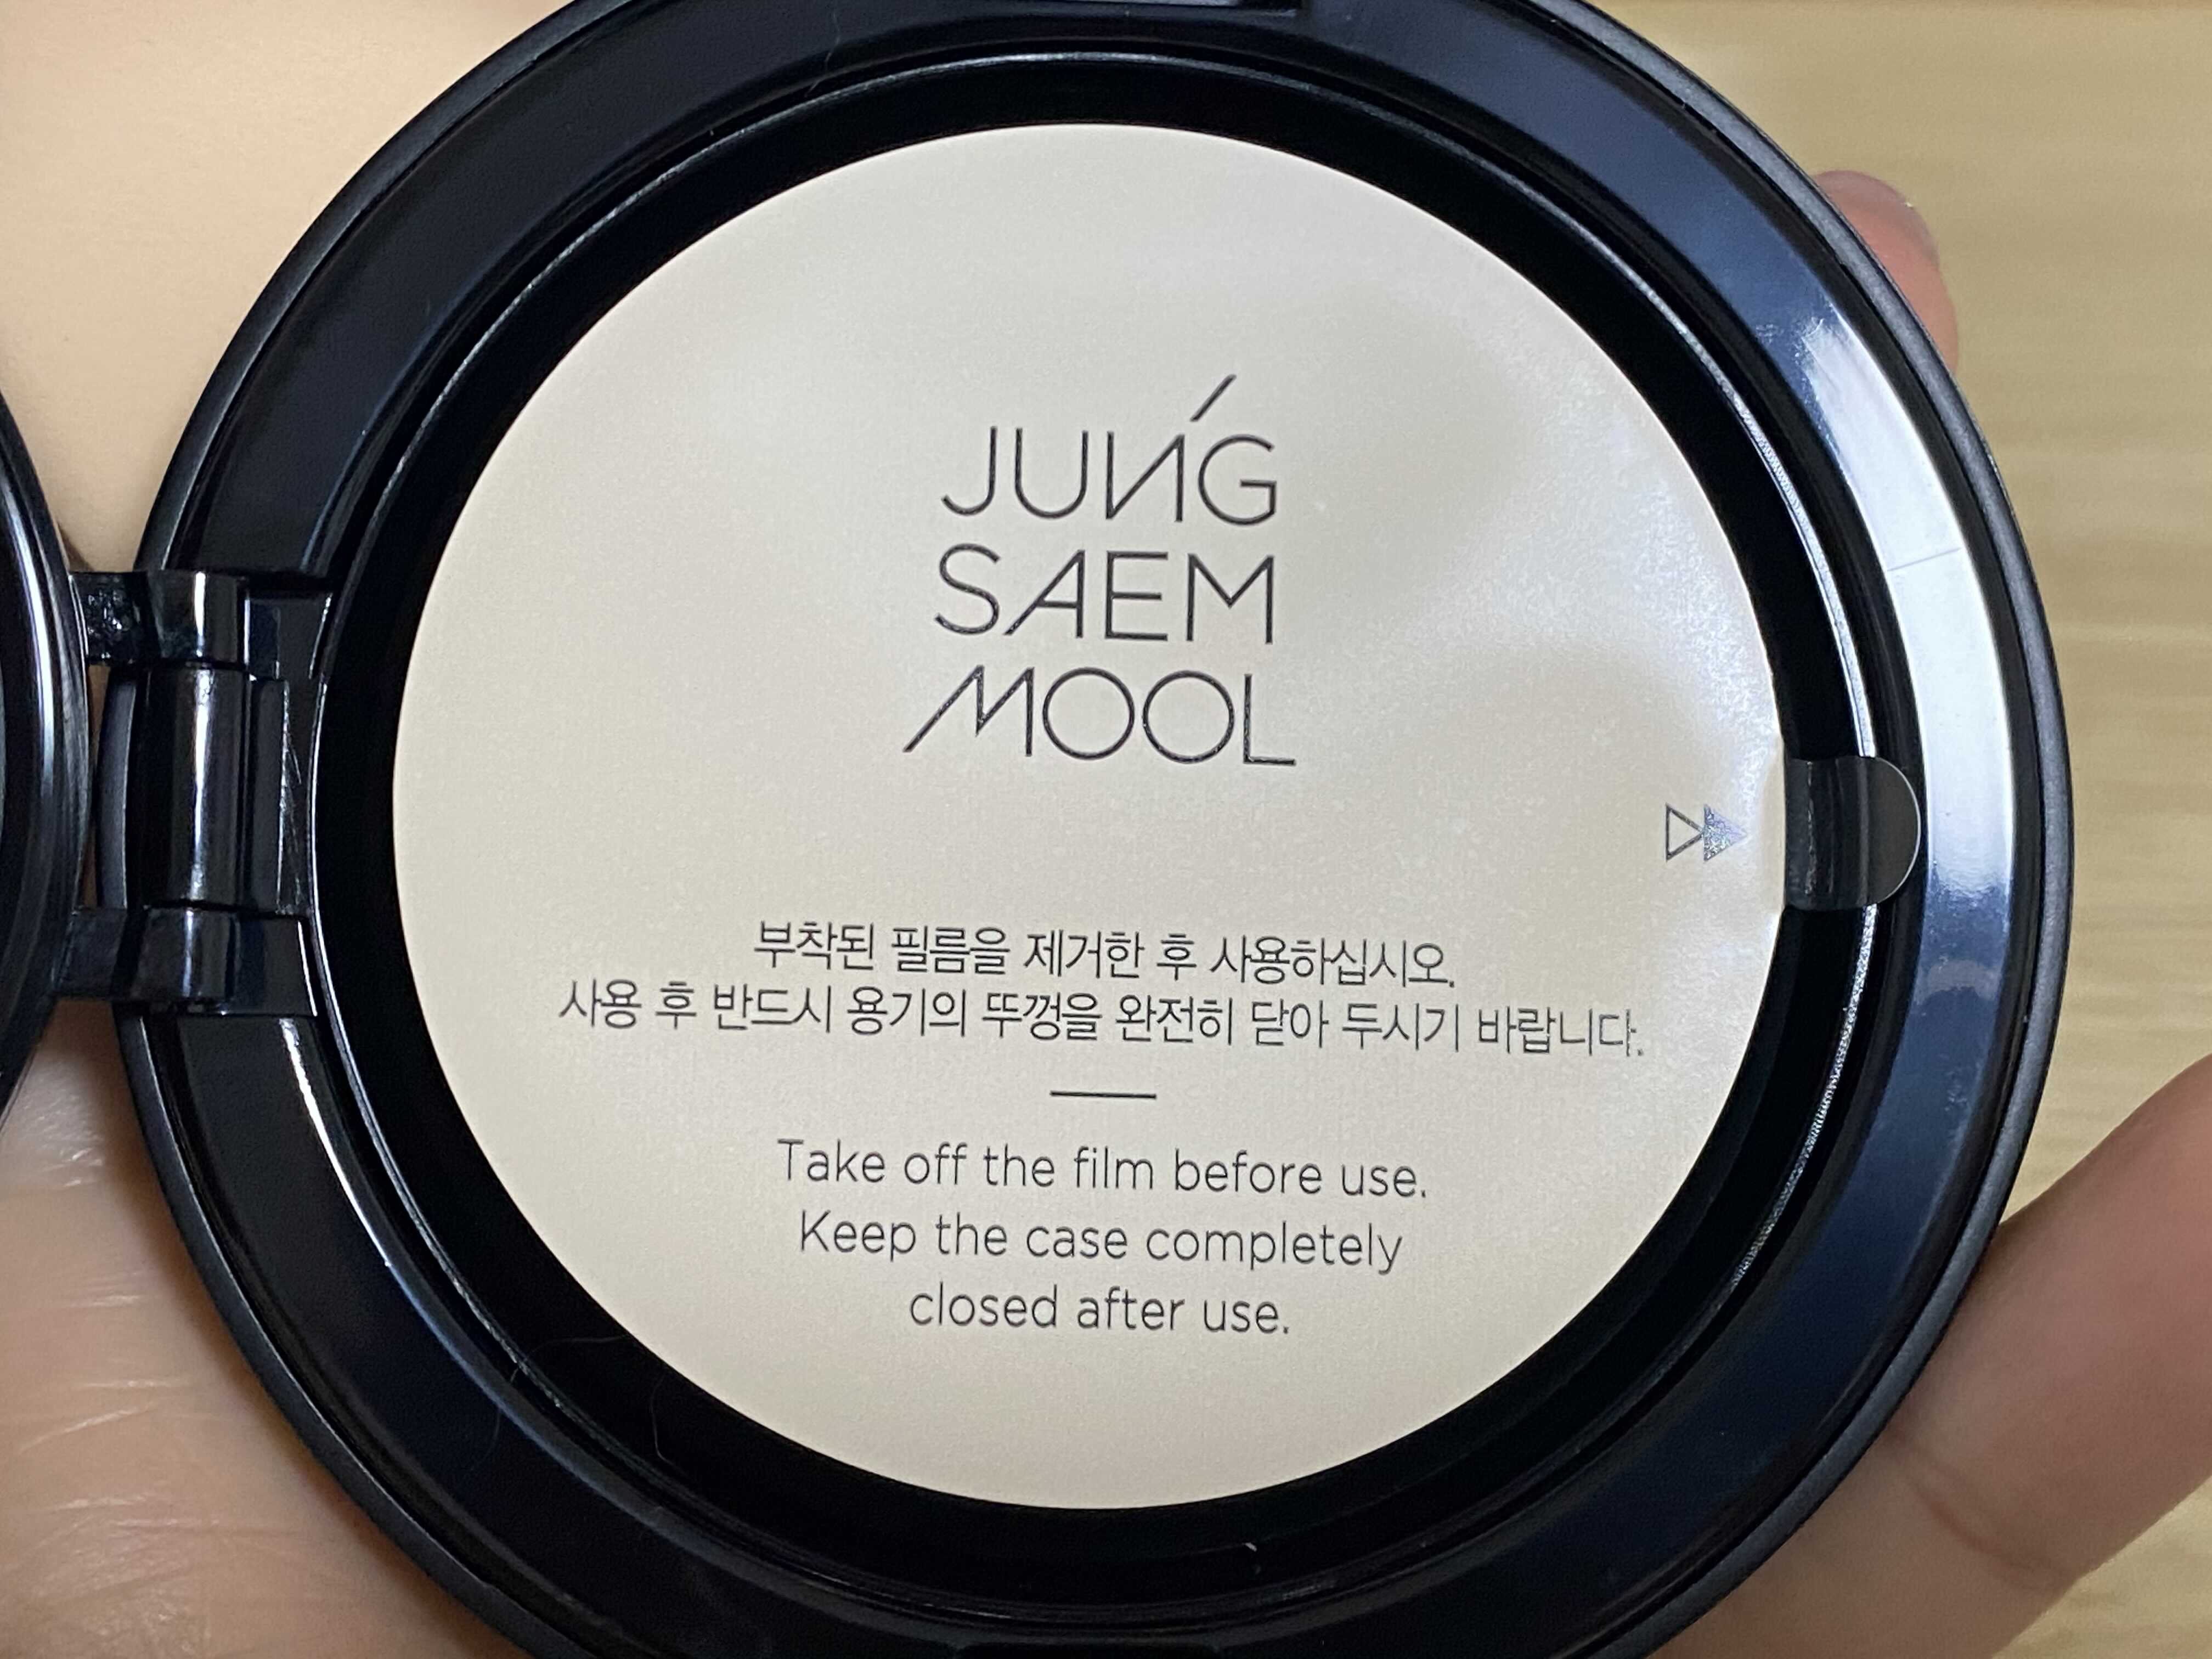 JUNG
SAEM
MOOL
부착된 필름을 제거한 후 사용하십시오.
사용 후 반드시 용기의 뚜껑을 완전히 닫아 두시기 바랍니다.
Take off the film before use.
Keep the case completely
closed after use.